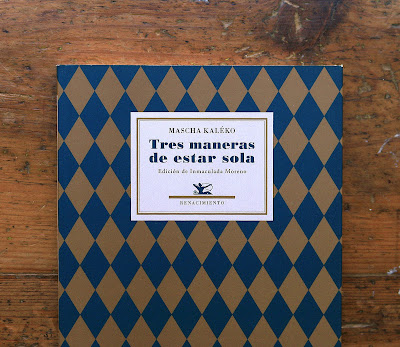 MASCHA KALÉKO
Tres maneras
de estar sola
Edición de Inmaculada Moreno
RENACIMIENTO